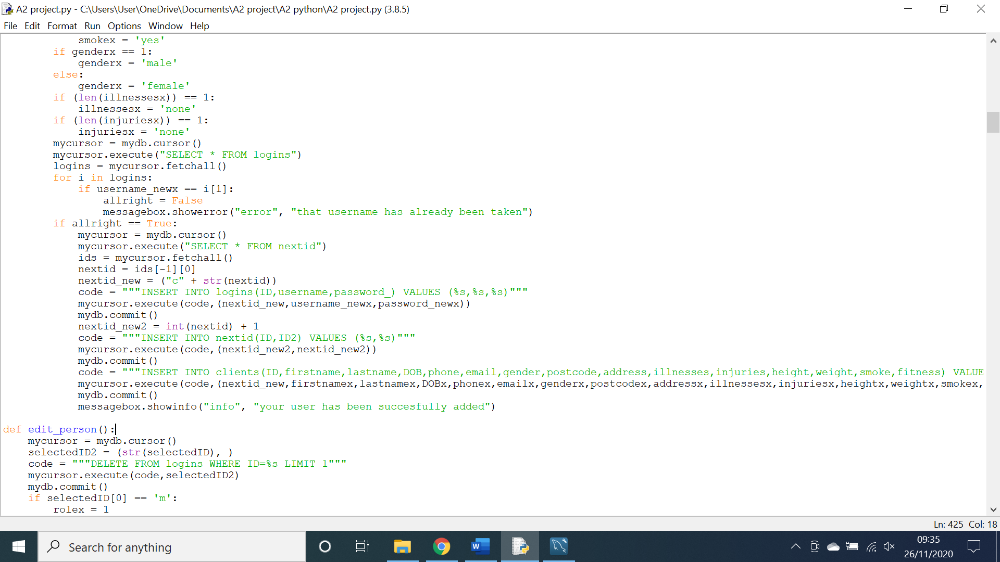 A2 project.py - C:\Users\User\OneDrive\Documents\A2 project\A2 python\A2 project.py (3.8.5)
File Edit Format Run Options Window Help
            smokex = 'yes'
        if genderx == 1:
            genderx = 'male'
        else:
            genderx = 'female'
        if (len(illnessesx)) == 1:
            illnessesx = 'none'
        if (len(injuriesx)) == 1:
            injuriesx = 'none'
        mycursor = mydb.cursor()
        mycursor.execute("SELECT * FROM logins")
        logins = mycursor.fetchall()
        for i in logins:
            if username_newx == i[1]:
                allright = False
                messagebox.showerror("error", "that username has already been taken")
        if allright == True:
            mycursor = mydb.cursor()
            mycursor.execute("SELECT * FROM nextid")
            ids = mycursor.fetchall()
            nextid = ids[-1][0]
            nextid_new = ("c" + str(nextid))
            code = """INSERT INTO logins(ID,username,password_) VALUES (%s,%s,%s)"""
            mycursor.execute(code,(nextid_new,username_newx,password_newx))
            mydb.commit()
            nextid_new2 = int(nextid) + 1
            code = """INSERT INTO nextid(ID,ID2) VALUES (%s,%s)"""
            mycursor.execute(code,(nextid_new2,nextid_new2))
            mydb.commit()
            code = """INSERT INTO clients(ID,firstname,lastname,DOB,phone,email,gender,postcode,address,illnesses,injuries,height,weight,smoke,fitness) VALUE
            mycursor.execute(code,(nextid_new,firstnamex,lastnamex,DOBx,phonex,emailx,genderx,postcodex,addressx,illnessesx,injuriesx,heightx,weightx,smokex,
            mydb.commit()
            messagebox.showinfo("info", "your user has been succesfully added")
def edit_person():
    mycursor = mydb.cursor()
    selectedID2 = (str(selectedID), )
    code = """DELETE FROM logins WHERE ID=%s LIMIT 1"""
    mycursor.execute(code,selectedID2)
    mydb.commit()
    if selectedID[0] == 'm':
        rolex = 1
Ln: 425 Col: 18
Search for anything
W
09:35
26/11/2020